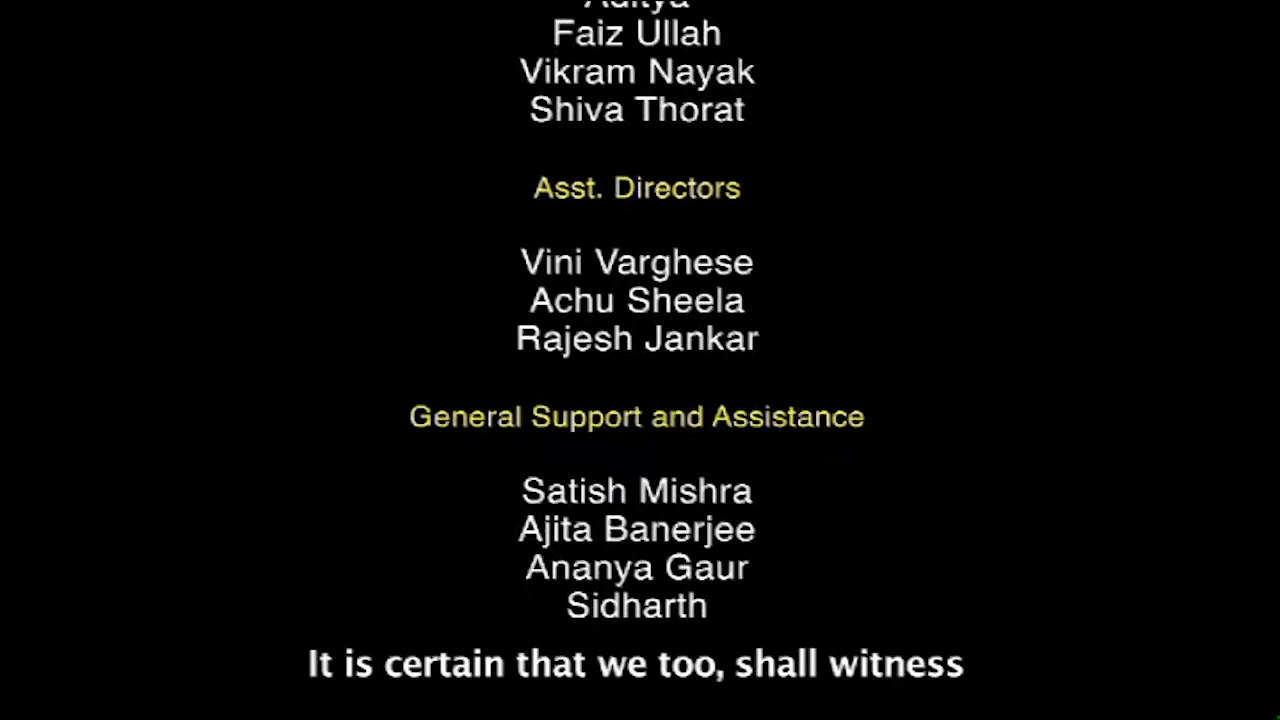 Aditya
Faiz Ullah
Vikram Nayak
Shiva Thorat
Asst. Directors
Vini Varghese
Achu Sheela
Rajesh Jankar
General Support and Assistance
Satish Mishra
Ajita Banerjee
Ananya Gaur
Sidharth
It is certain that we too, shall witness